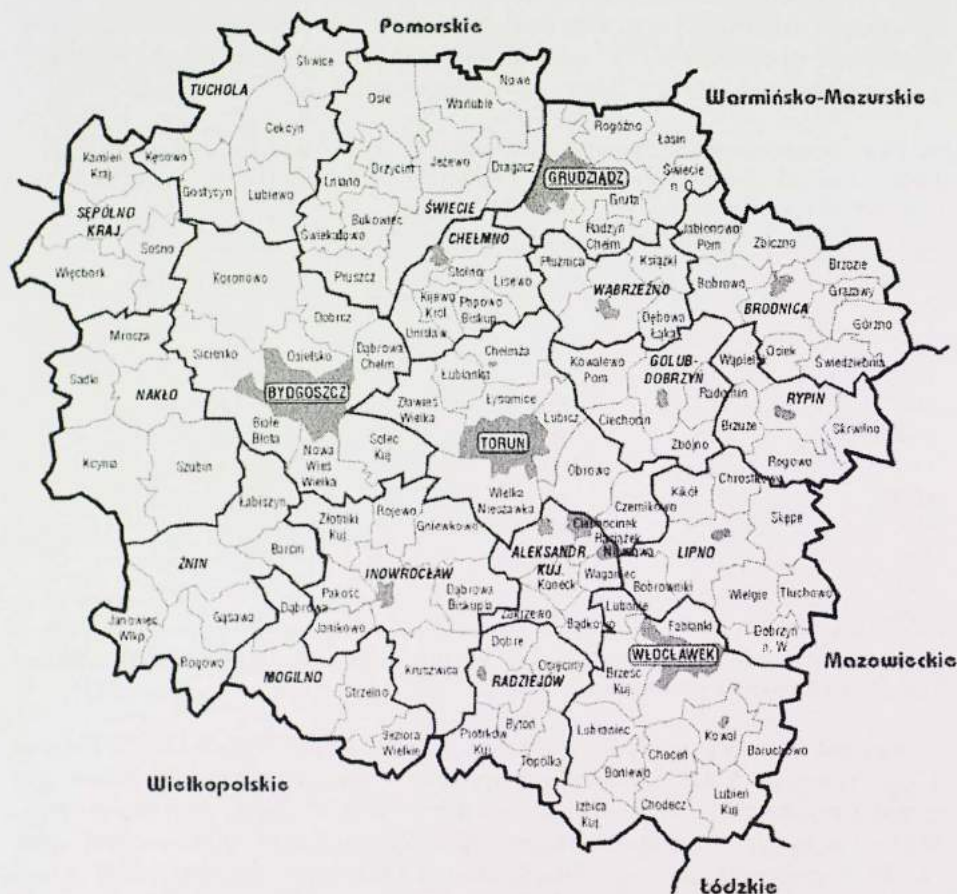 Pomorskie
Śliwice
TUCHOLA
Nowe
Osie
Warlubie
Warmińsko-Mazurskie
Cekcyn
Rogóźno
Łasin
Kamień
Kraj.
Kęsowo
Drzycim
Jeżewo
Dragacz
GRUDZIĄDZ
Świecie
n. O
Gostycyn
Lubiewo
Lniano
Gruta
SĘPÓLNO
KRAJ.
Bukowiec
ŚWIECIE
Radzyń
Chełm
Jabłonowo
Pom
Zbiczno
Sośno
Świekatowo
CHEŁMNO
Płużnica
Książki
Brzozie
Więcbork
Koronowo
Pruszcz
Stolno
Lisewo
WĄBRZEŹNO
Bobrowo
Grążawy
Kijewo
Król
Papowo
Biskup
BRODNICA
Górzno
Mrocza
Dobrcz
Unisław
Dębowa
Łąka
Sicienko
Osielsko
Dąbrowa
Chełm
Chełmża
Kowalewo
Pom
GOLUB-
DOBRZYŃ
Wąpiels
Osiek
Świedziebnia
Sadki
NAKŁO
BYDGOSZCZ
Łubianka
RYPIN
Zławieś
Wielka
Łysomice
Radomin
Białe
Błota
Lubicz
Ciechocin
Brzuze
Skrwilno
Kcynia
Szubin
Nowa
Wieś
Wielka
Solec
Kuj
TORUŃ
Zbójno
Rogowo
Obrowo
Łabiszyn
Wielka
Nieszawka
Kikół
Chrostkowo
Złotniki
Kuj
Rojewo
Gniewkowo
Czernikowo
Skępe
Ciechocinek
Raciążek
ŻNIN
Barcin
INOWROCŁAW
ALEKSANDR.
KUJ.
Nieszawa
LIPNO
Pakość
Dąbrowa
Biskupia
Koneck
Waganiec
Bobrowniki
Wielgie
Tłuchowo
Janowiec
Wlkp.
Gąsawa
Dąbrowa
Janikowo
Zakrzewo
Lubanie
Bądkowo
Fabianki
Dobrzyń
n. W
Dobre
Rogowo
MOGILNO
Kruszwica
RADZIEJÓW
Osięciny
WŁOCŁAWEK
Mazowieckie
Strzelno
Brześć
Kuj.
Jeziora
Wielkie
Piotrków
Kuj.
Bytoń
Lubraniec
Kowal
Baruchowo
Topólka
Choceń
Wielkopolskie
Boniewo
Izbica
Kuj.
Chodecz
Lubień
Kuj
Łódzkie